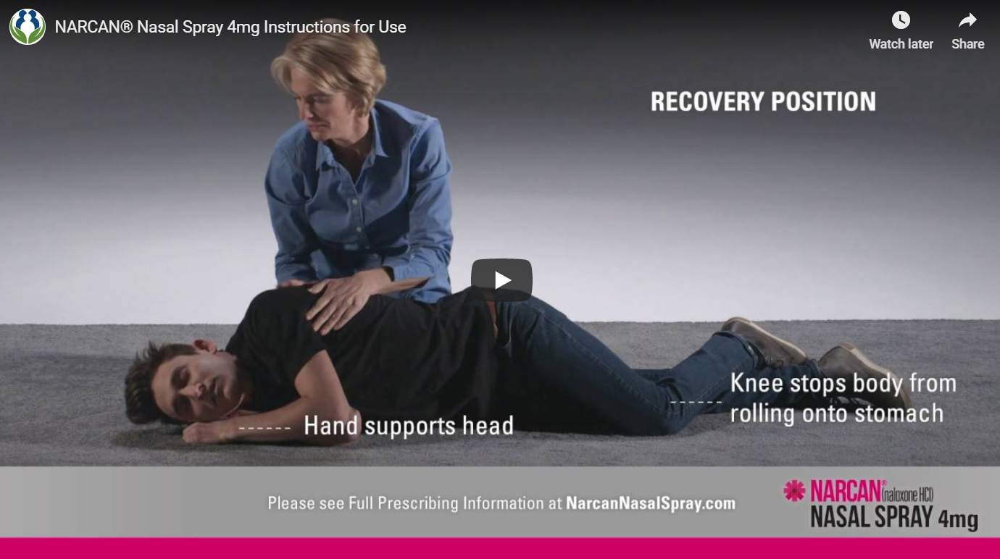 NARCAN® Nasal Spray 4mg Instructions for Use
Watch later
Share
RECOVERY POSITION
Knee stops body from
rolling onto stomach
Hand supports head
Please see Full Prescribing Information at NarcanNasalSpray.com
NARCAN® (naloxone HCl)
NASAL SPRAY 4mg